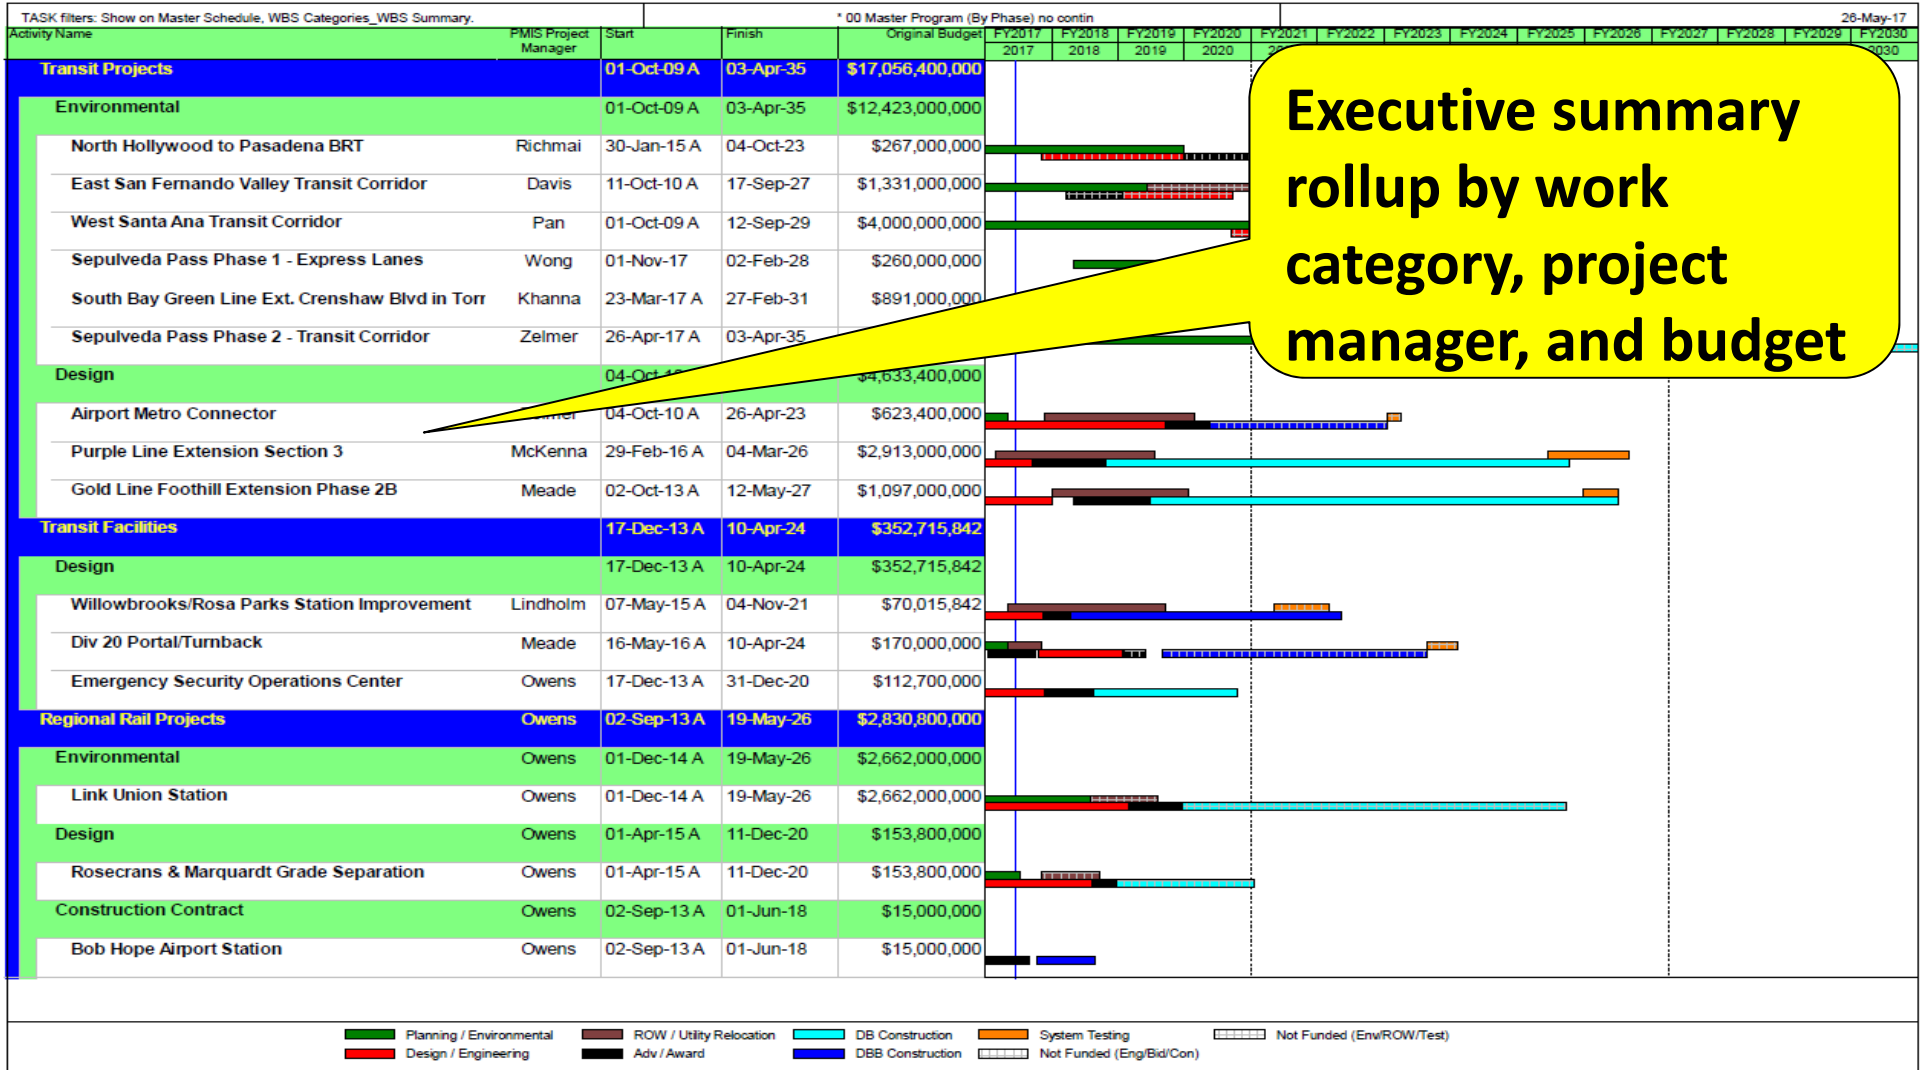 TASK filters: Show on Master Schedule, WBS Categories_WBS Summary. * 00 Master Program (By Phase) no contin 26-May-17
Activity Name PMIS Project Manager Start Finish Original Budget FY2017 FY2018 FY2019 FY2020 FY2021 FY2022 FY2023 FY2024 FY2025 FY2026 FY2027 FY2028 FY2029 FY2030
2017 2018 2019 2020
Transit Projects 01-Oct-09 A 03-Apr-35 $17,056,400,000
Environmental 01-Oct-09 A 03-Apr-35 $12,423,000,000
North Hollywood to Pasadena BRT Richmai 30-Jan-15 A 04-Oct-23 $267,000,000
East San Fernando Valley Transit Corridor Davis 11-Oct-10 A 17-Sep-27 $1,331,000,000
West Santa Ana Transit Corridor Pan 01-Oct-09 A 12-Sep-29 $4,000,000,000
Sepulveda Pass Phase 1 - Express Lanes Wong 01-Nov-17 02-Feb-28 $260,000,000
South Bay Green Line Ext. Crenshaw Blvd in Torr Khanna 23-Mar-17 A 27-Feb-31 $891,000,000
Sepulveda Pass Phase 2 - Transit Corridor Zelmer 26-Apr-17 A 03-Apr-35
Design $4,633,400,000
Airport Metro Connector 04-Oct-10 A 26-Apr-23 $623,400,000
Purple Line Extension Section 3 McKenna 29-Feb-16 A 04-Mar-26 $2,913,000,000
Gold Line Foothill Extension Phase 2B Meade 02-Oct-13 A 12-May-27 $1,097,000,000
Transit Facilities 17-Dec-13 A 10-Apr-24 $352,715,842
Design 17-Dec-13 A 10-Apr-24 $352,715,842
Willowbrooks/Rosa Parks Station Improvement Lindholm 07-May-15 A 04-Nov-21 $70,015,842
Div 20 Portal/Turnback Meade 16-May-16 A 10-Apr-24 $170,000,000
Emergency Security Operations Center Owens 17-Dec-13 A 31-Dec-20 $112,700,000
Regional Rail Projects Owens 02-Sep-13 A 19-May-26 $2,830,800,000
Environmental Owens 01-Dec-14 A 19-May-26 $2,662,000,000
Link Union Station Owens 01-Dec-14 A 19-May-26 $2,662,000,000
Design Owens 01-Apr-15 A 11-Dec-20 $153,800,000
Rosecrans & Marquardt Grade Separation Owens 01-Apr-15 A 11-Dec-20 $153,800,000
Construction Contract Owens 02-Sep-13 A 01-Jun-18 $15,000,000
Bob Hope Airport Station Owens 02-Sep-13 A 01-Jun-18 $15,000,000
Executive summary
rollup by work
category, project
manager, and budget
Planning / Environmental ROW / Utility Relocation DB Construction System Testing Not Funded (Env/ROW/Test)
Design / Engineering Adv / Award DBB Construction Not Funded (Eng/Bid/Con)